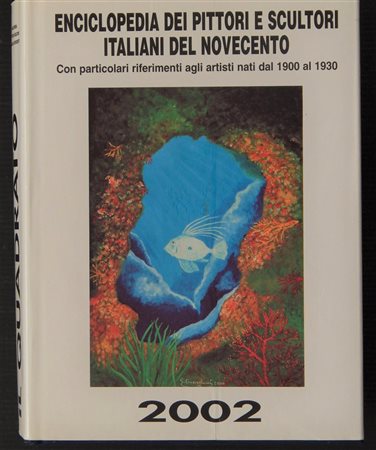 ENCICLOPEDIA DEI PITTORI E SCULTORI
ITALIANI DEL NOVECENTO
Con particolari riferimenti agli artisti nati dal 1900 al 1930
2002
IL QUADRATO